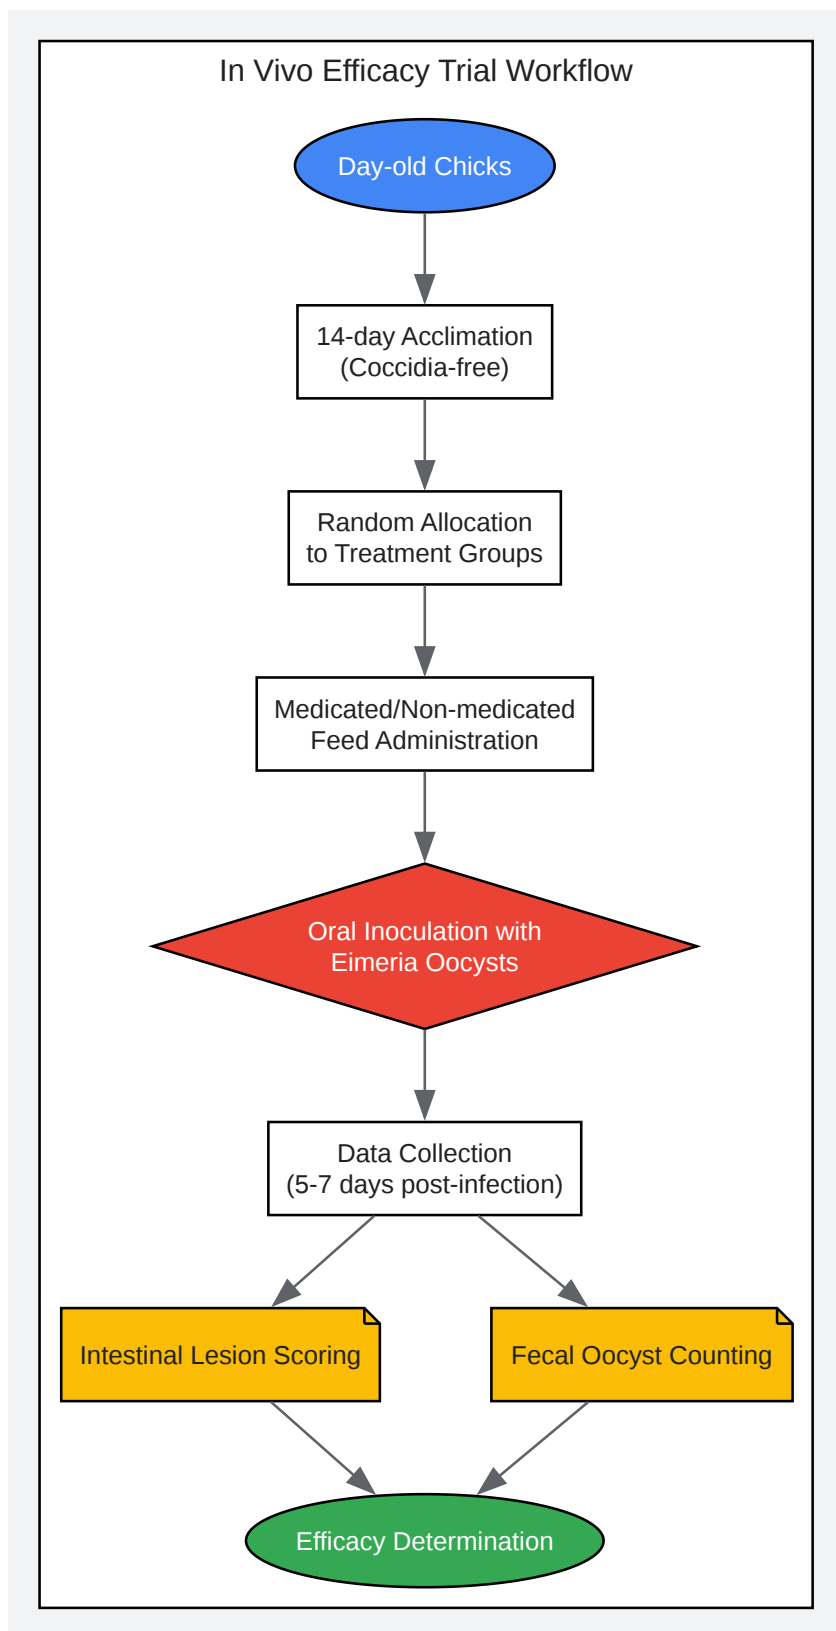 In Vivo Efficacy Trial Workflow
Day-old Chicks
14-day Acclimation
(Coccidia-free)
Random Allocation
to Treatment Groups
Medicated/Non-medicated
Feed Administration
Oral Inoculation with
Eimeria Oocysts
Data Collection
(5-7 days post-infection)
Intestinal Lesion Scoring
Fecal Oocyst Counting
Efficacy Determination